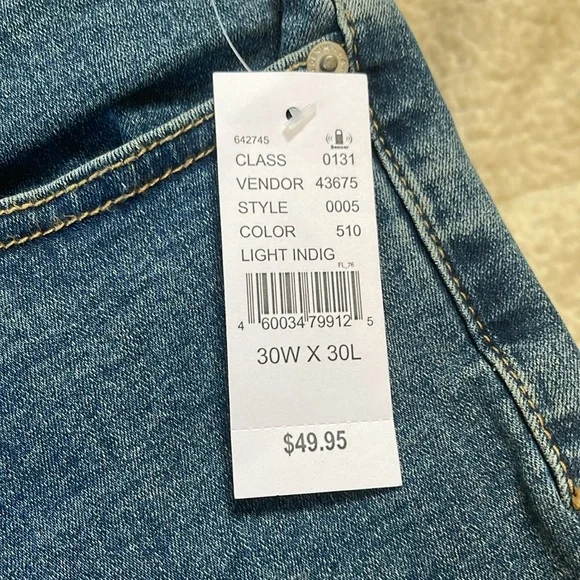 642745
Sensor
CLASS 0131
VENDOR 43675
STYLE 0005
COLOR 510
LIGHT INDIG
FL_76
4 60034 79912 5
30W X 30L
$49.95